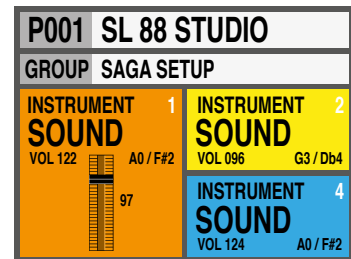 P001 SL 88 STUDIO
GROUP SAGA SETUP
INSTRUMENT 1
SOUND
VOL 122 A0 / F#2
97
INSTRUMENT 2
SOUND
VOL 096 G3 / Db4
INSTRUMENT 4
SOUND
VOL 124 A0 / F#2